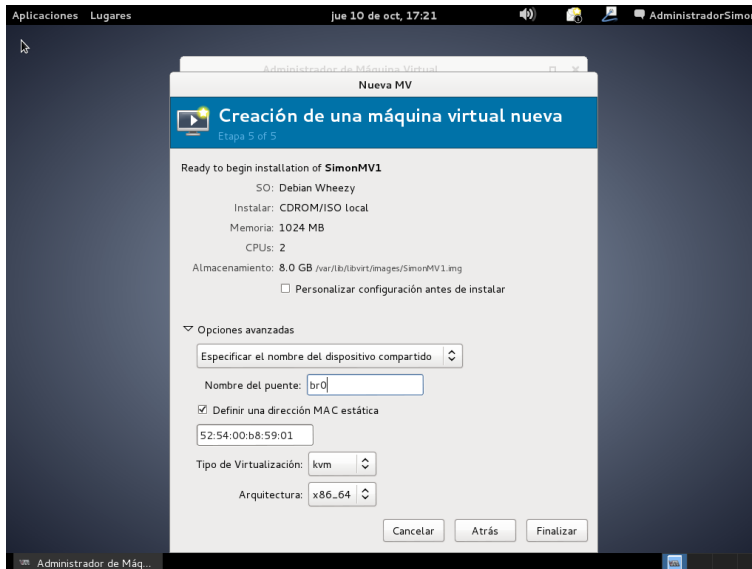 Aplicaciones Lugares jue 10 de oct, 17:21 AdministradorSimon
Administrador de Máquina Virtual
Nueva MV
Creación de una máquina virtual nueva
Etapa 5 of 5
Ready to begin installation of SimonMV1
SO: Debian Wheezy
Instalar: CDROM/ISO local
Memoria: 1024 MB
CPUs: 2
Almacenamiento: 8.0 GB /var/lib/libvirt/images/SimonMV1.img
Personalizar configuración antes de instalar
Opciones avanzadas
Especificar el nombre del dispositivo compartido
Nombre del puente: br0
Definir una dirección MAC estática
52:54:00:b8:59:01
Tipo de Virtualización: kvm
Arquitectura: x86_64
Cancelar Atrás Finalizar
Administrador de Máq...